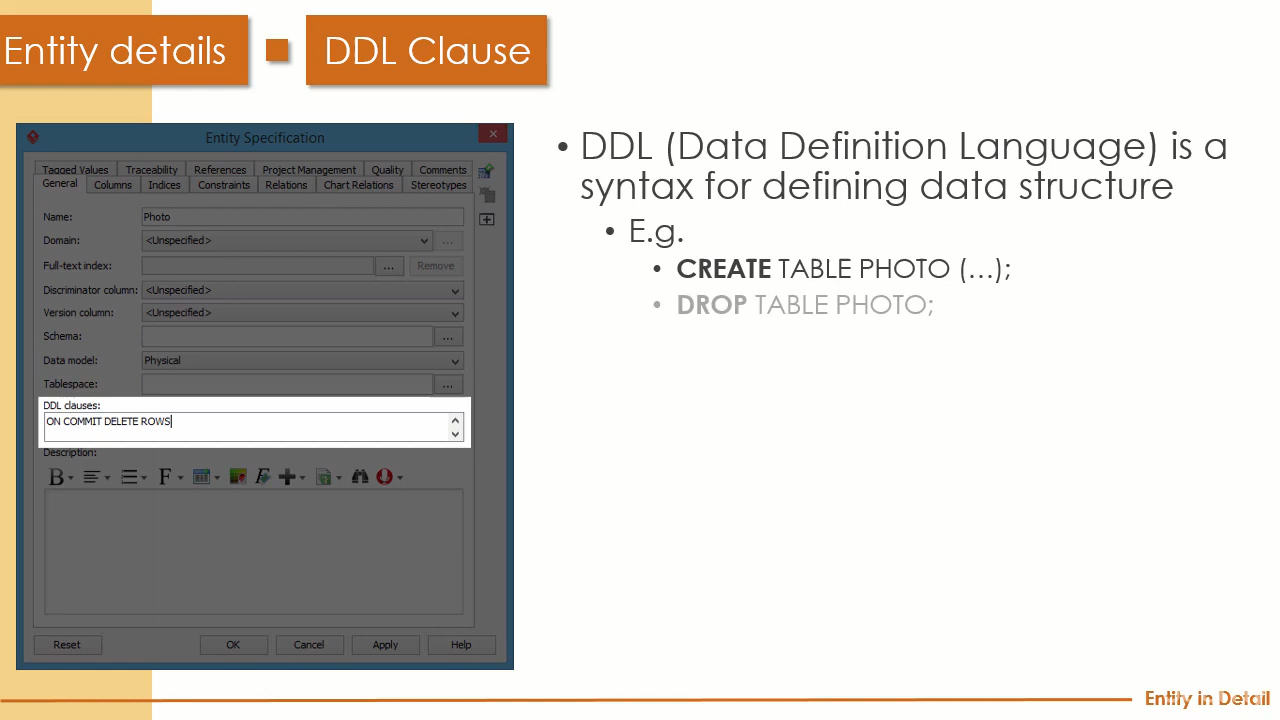 Entity details
DDL Clause
Entity Specification
Tagged Values Traceability References Project Management Quality Comments
General Columns Indices Constraints Relations Chart Relations Stereotypes
Name: Photo
Domain: <Unspecified> ...
Full-text index: ... Remove
Discriminator column: <Unspecified>
Version column: <Unspecified>
Schema: ...
Data model: Physical
Tablespace: ...
DDL clauses:
ON COMMIT DELETE ROWS
Description:
B F
Reset OK Cancel Apply Help
• DDL (Data Definition Language) is a
syntax for defining data structure
• E.g.
• CREATE TABLE PHOTO (…);
• DROP TABLE PHOTO;
Entity in Detail